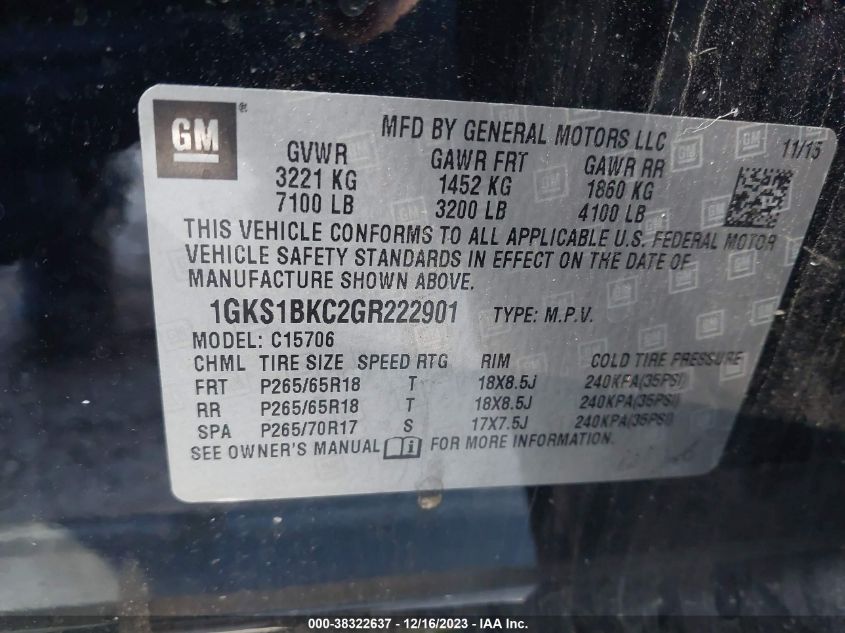 GM ®
MFD BY GENERAL MOTORS LLC
11/15
GVWR GAWR FRT GAWR RR
3221 KG 1452 KG 1860 KG
7100 LB 3200 LB 4100 LB
THIS VEHICLE CONFORMS TO ALL APPLICABLE U.S. FEDERAL MOTOR
VEHICLE SAFETY STANDARDS IN EFFECT ON THE DATE OF
MANUFACTURE SHOWN ABOVE.
1GKS1BKC2GR222901 TYPE: M.P.V.
MODEL: C15706
CHML TIRE SIZE SPEED RTG RIM COLD TIRE PRESSURE
FRT P265/65R18 T 18X8.5J 240KPA(35PSI)
RR P265/65R18 T 18X8.5J 240KPA(35PSI)
SPA P265/70R17 S 17X7.5J 240KPA(35PSI)
SEE OWNER'S MANUAL FOR MORE INFORMATION.
000-38322637 - 12/16/2023 - IAA Inc.